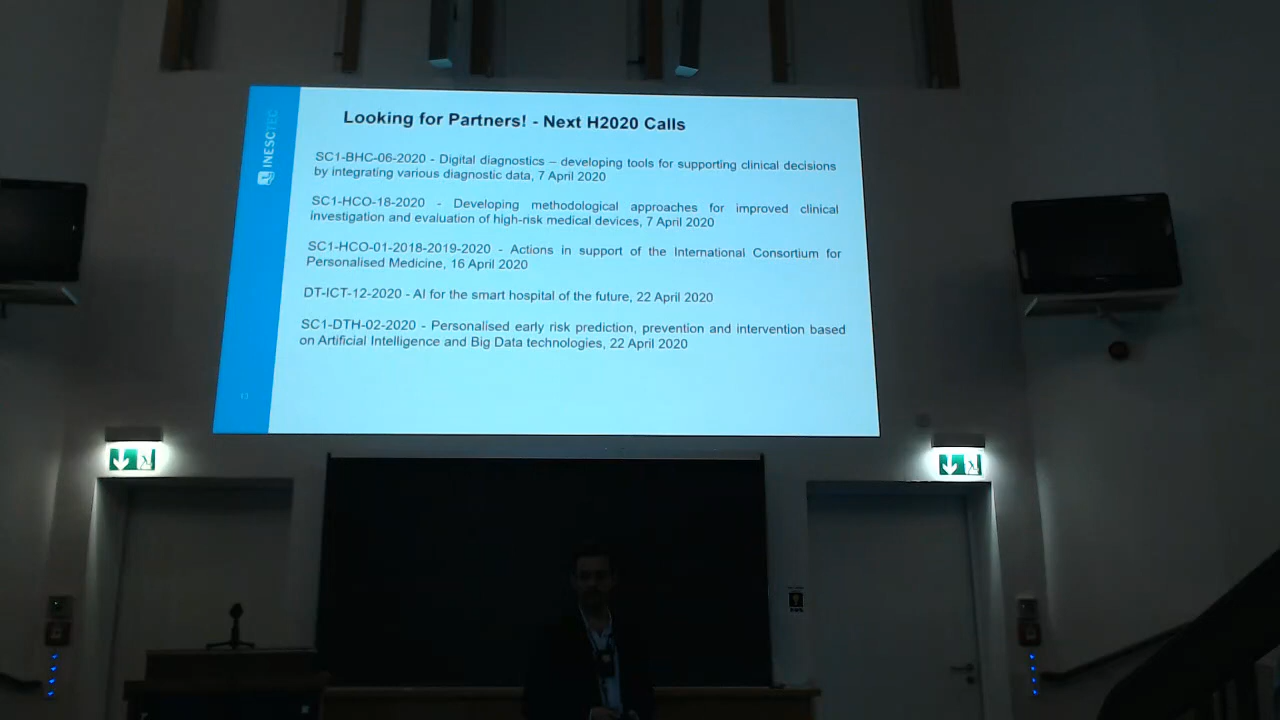 INESCTEC
Looking for Partners! - Next H2020 Calls
SC1-BHC-06-2020 - Digital diagnostics – developing tools for supporting clinical decisions
by integrating various diagnostic data, 7 April 2020
SC1-HCO-18-2020 - Developing methodological approaches for improved clinical
investigation and evaluation of high-risk medical devices, 7 April 2020
SC1-HCO-01-2018-2019-2020 - Actions in support of the International Consortium for
Personalised Medicine, 16 April 2020
DT-ICT-12-2020 - AI for the smart hospital of the future, 22 April 2020
SC1-DTH-02-2020 - Personalised early risk prediction, prevention and intervention based
on Artificial Intelligence and Big Data technologies, 22 April 2020